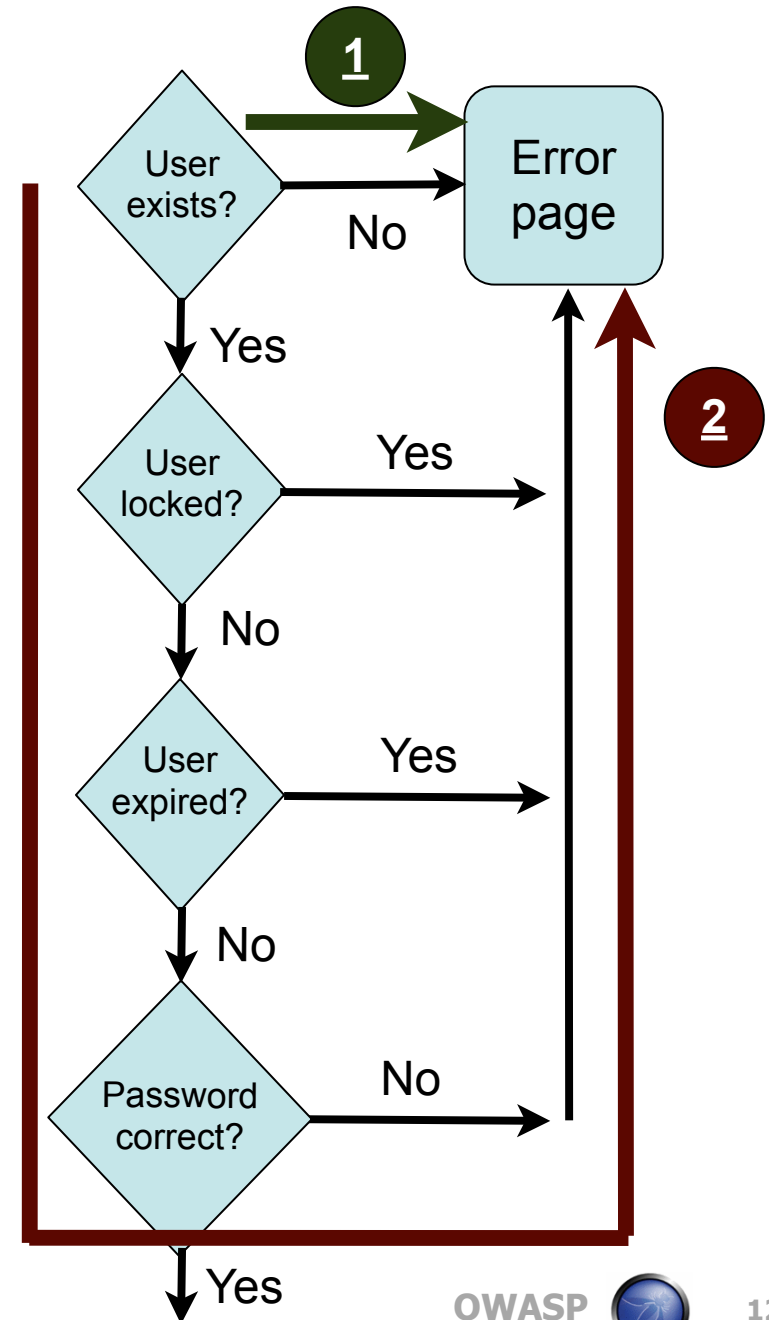 1
User
exists?
Error
page
No
Yes
2
User
locked?
Yes
No
User
expired?
Yes
No
Password
correct?
No
Yes
OWASP